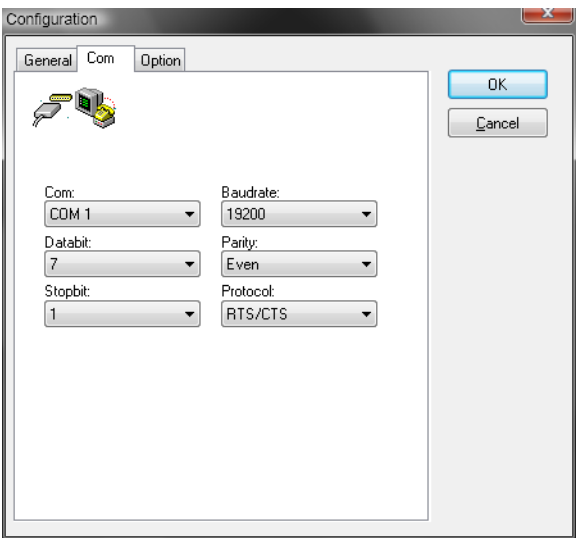 Configuration
General Com Option
OK
Cancel
Com: Baudrate:
COM 1 19200
Databit: Parity:
7 Even
Stopbit: Protocol:
1 RTS/CTS